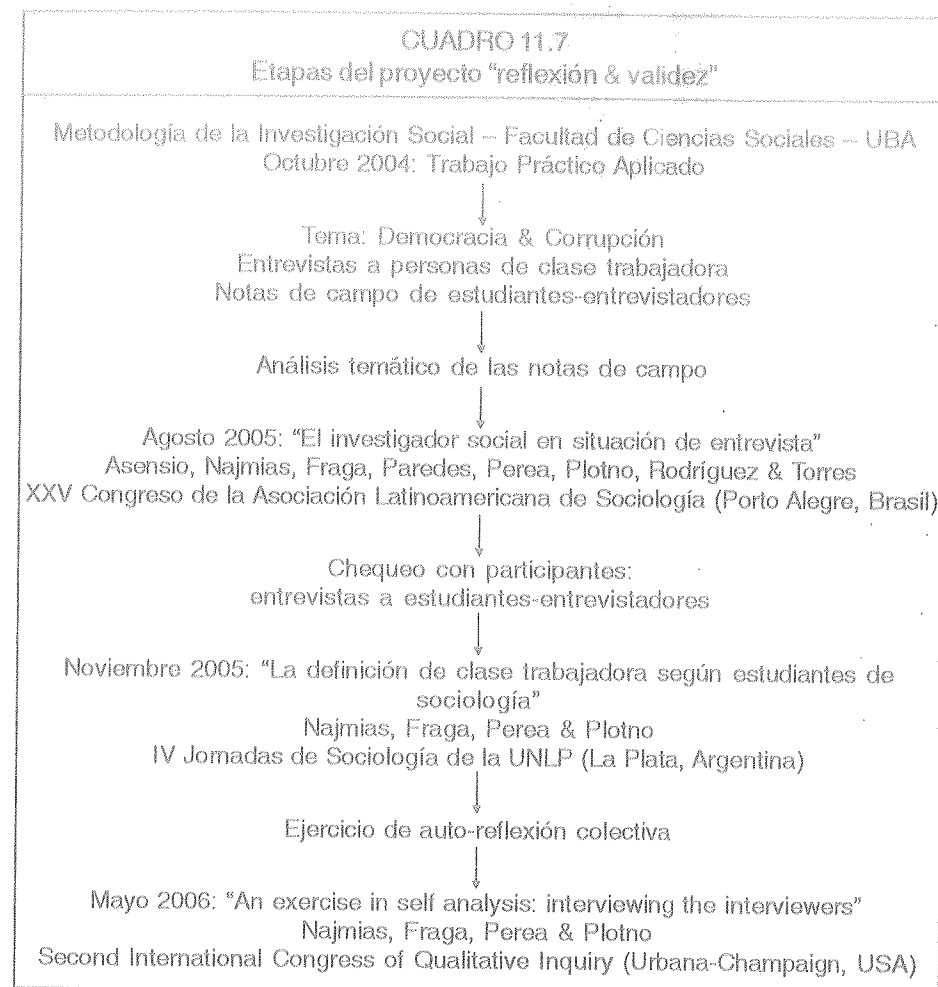 CUADRO 11.7
Etapas del proyecto "reflexión & validez"
Metodología de la Investigación Social – Facultad de Ciencias Sociales – UBA
Octubre 2004: Trabajo Práctico Aplicado
Tema: Democracia & Corrupción
Entrevistas a personas de clase trabajadora
Notas de campo de estudiantes-entrevistadores
Análisis temático de las notas de campo
Agosto 2005: "El investigador social en situación de entrevista"
Asensio, Najmias, Fraga, Paredes, Perea, Plotno, Rodríguez & Torres
XXV Congreso de la Asociación Latinoamericana de Sociología (Porto Alegre, Brasil)
Chequeo con participantes:
entrevistas a estudiantes-entrevistadores
Noviembre 2005: "La definición de clase trabajadora según estudiantes de
sociología"
Najmias, Fraga, Perea & Plotno
IV Jornadas de Sociología de la UNLP (La Plata, Argentina)
Ejercicio de auto-reflexión colectiva
Mayo 2006: "An exercise in self analysis: interviewing the interviewers"
Najmias, Fraga, Perea & Plotno
Second International Congress of Qualitative Inquiry (Urbana-Champaign, USA)